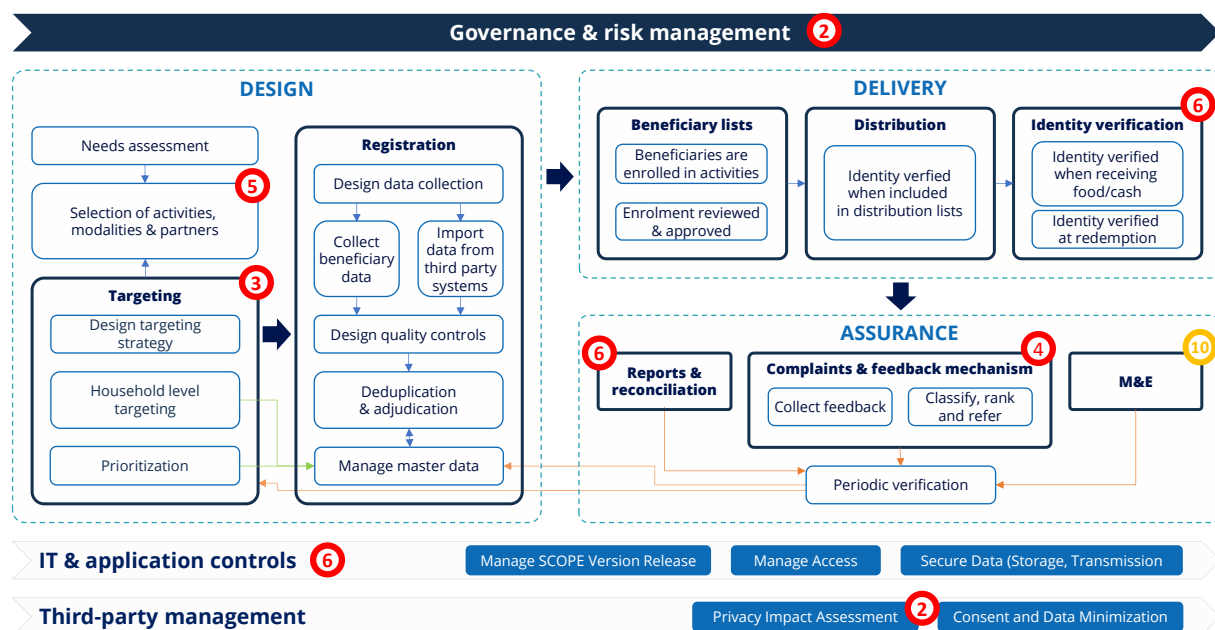 Governance & risk management
2
DESIGN
Needs assessment
5
Selection of activities,
modalities & partners
3
Targeting
Design targeting
strategy
Household level
targeting
Prioritization
Registration
Design data collection
Collect
beneficiary
data
Import
data from
third party
systems
Design quality controls
Deduplication
& adjudication
Manage master data
DELIVERY
Beneficiary lists
Beneficiaries are
enrolled in activities
Enrolment reviewed
& approved
Distribution
Identity verfied
when included
in distribution lists
6
Identity verification
Identity verified
when receiving
food/cash
Identity verified
at redemption
ASSURANCE
6
Reports &
reconciliation
4
Complaints & feedback mechanism
Collect feedback
Classify, rank
and refer
10
M&E
Periodic verification
IT & application controls
6
Manage SCOPE Version Release
Manage Access
Secure Data (Storage, Transmission
Third-party management
Privacy Impact Assessment
2
Consent and Data Minimization